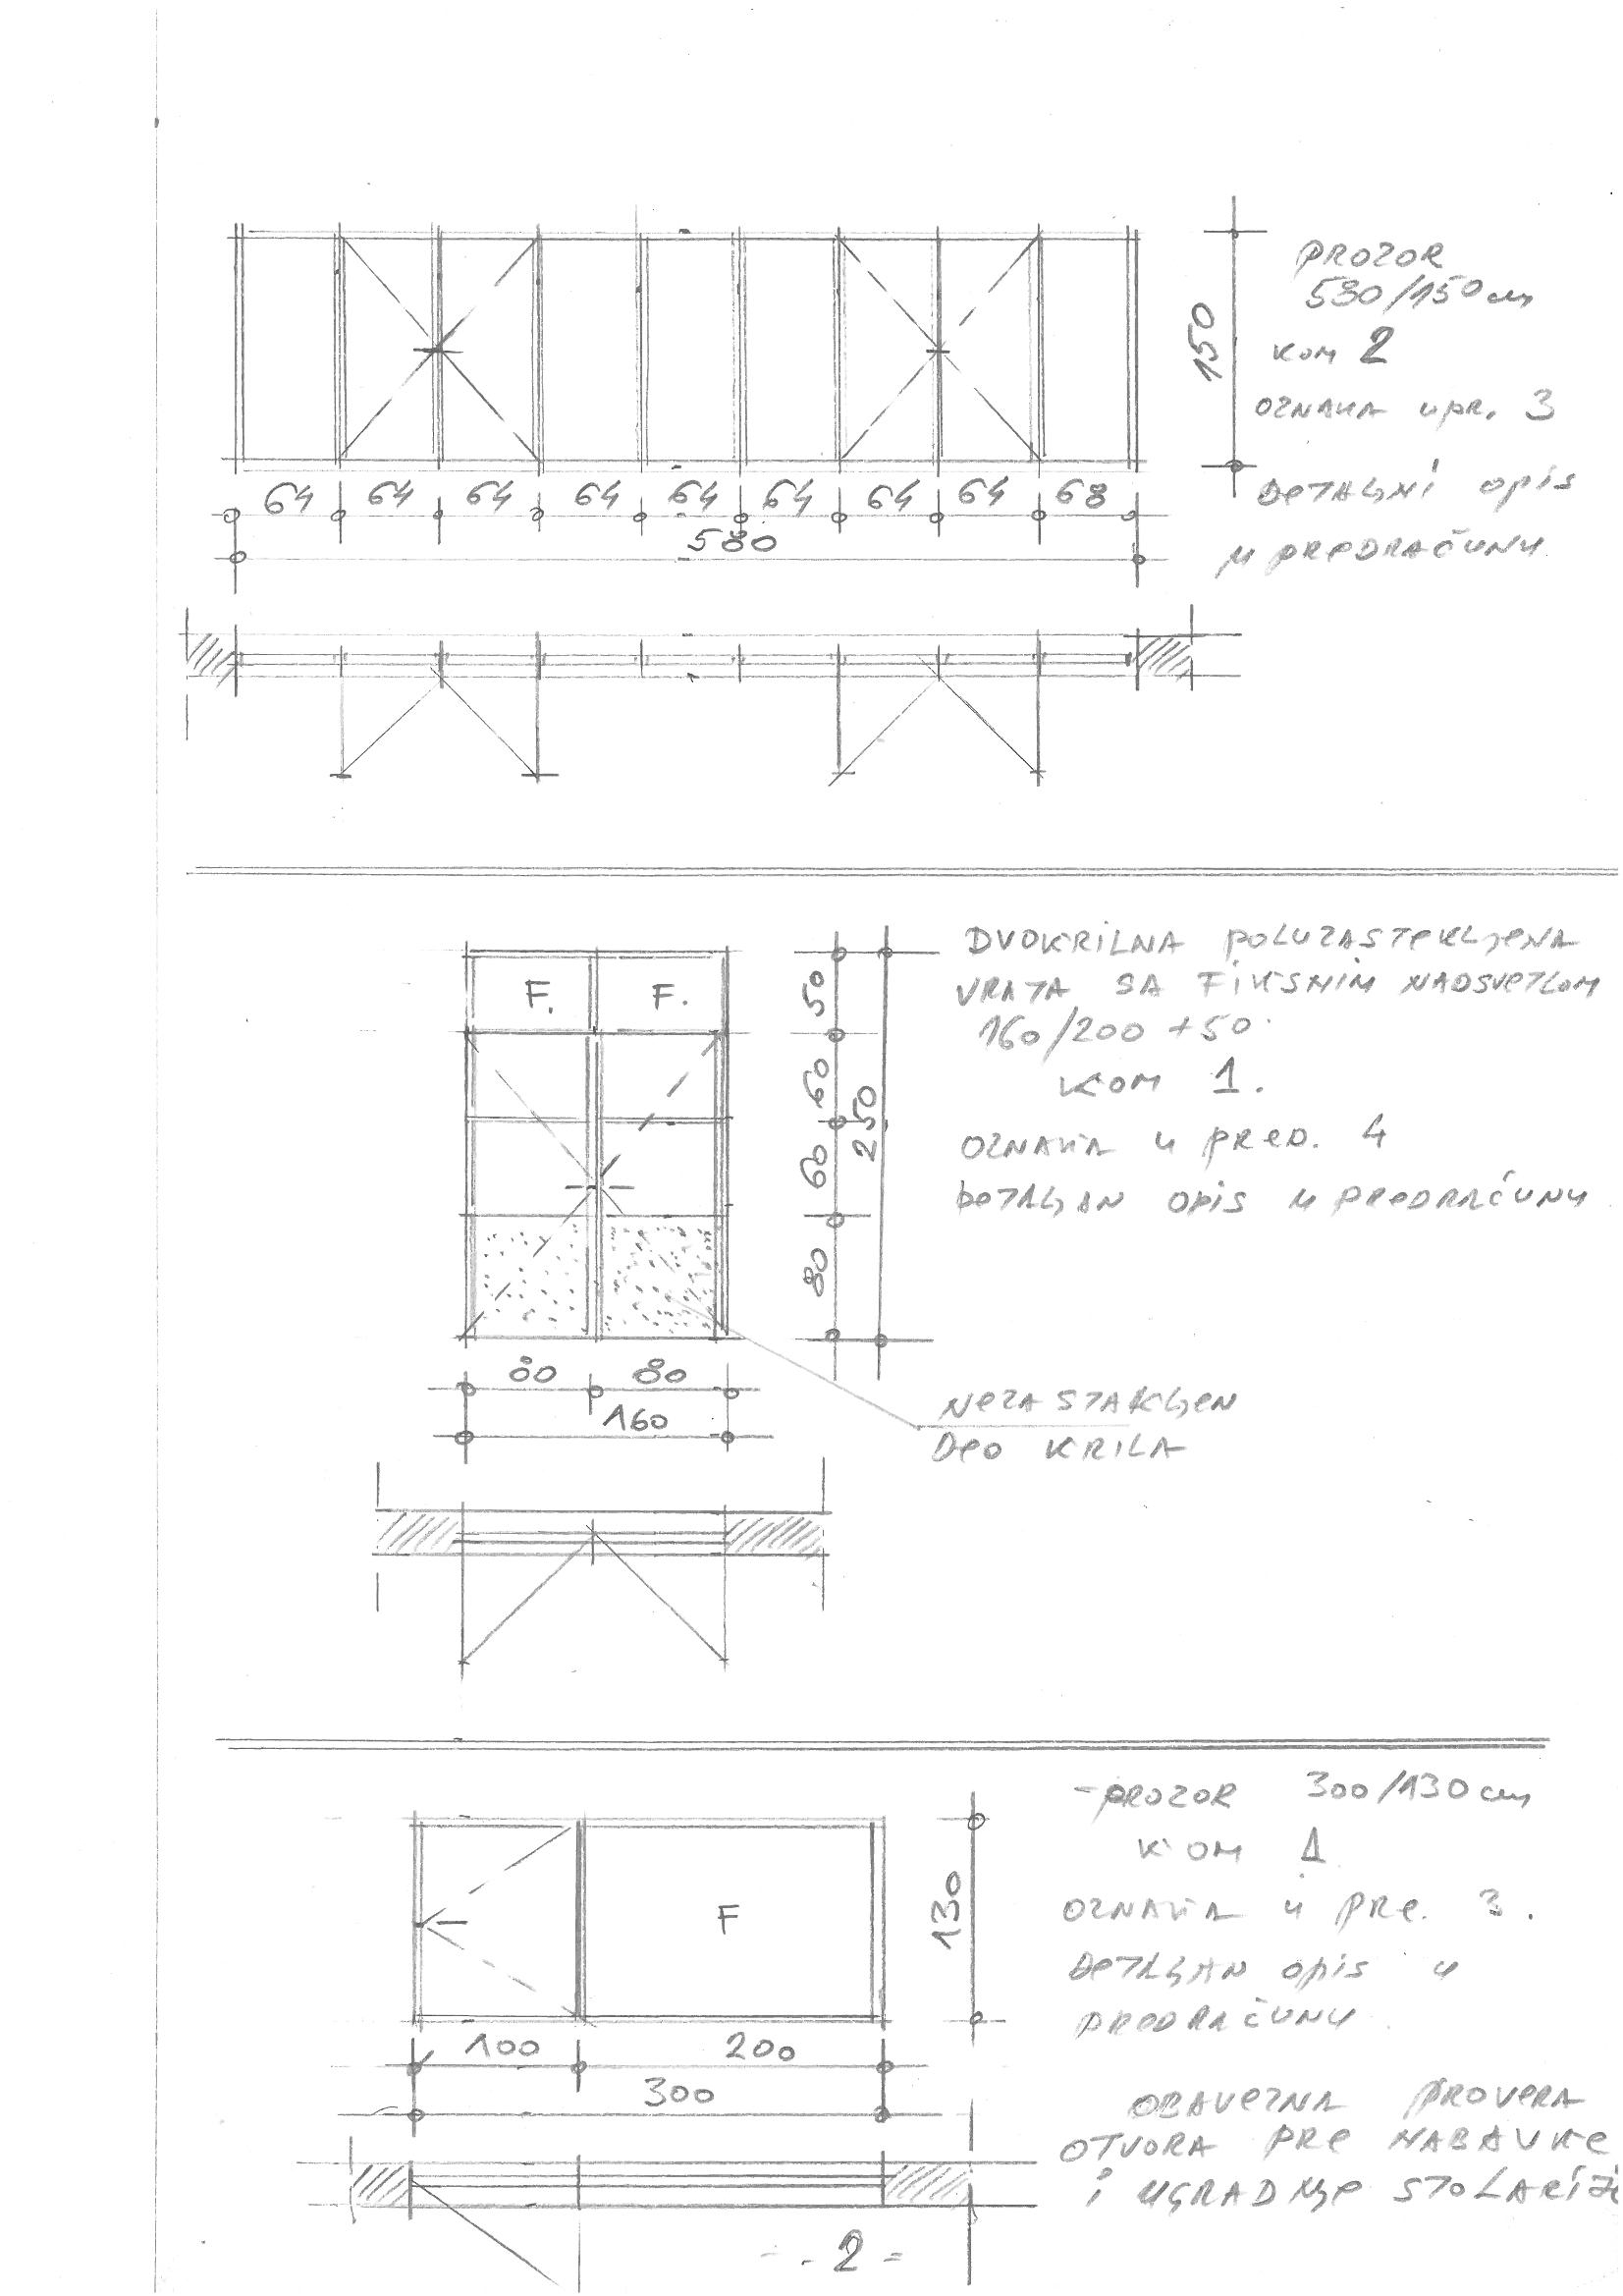 PROZOR
580/150 cm
KOM 2
OZNAKA U PR. 3
DETALJNI OPIS
U PREDRAČUNU
150
64 64 64 64 64 64 64 64 68
580
DVOKRILNA POLUZASTEKLJENA
VRATA SA FIKSNIM NADSVETLOM
160/200 +50
KOM 1.
OZNAKA U PRED. 4
DETALJAN OPIS U PREDRAČUNU
F. F.
50
60
60
80
250
80 80
160
NEZASTAKLJEN
DEO KRILA
- PROZOR 300/130 cm
KOM 1
OZNAKA U PRE. 3.
DETALJAN OPIS U
PREDRAČUNU
F
130
100 200
300
OBAVEZNA PROVERA
OTVORA PRE NABAVKE
I UGRADNJE STOLARIJE
- . 2 -